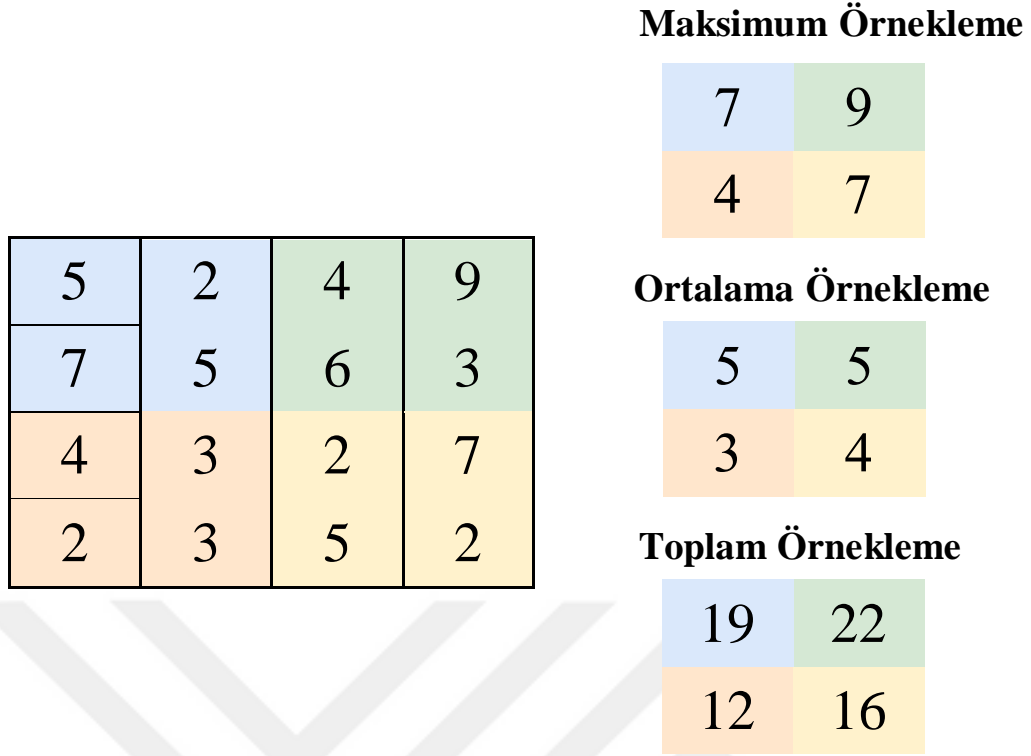 Maksimum Örnekleme
7 9
4 7
5 2 4 9
7 5 6 3
4 3 2 7
2 3 5 2
Ortalama Örnekleme
5 5
3 4
Toplam Örnekleme
19 22
12 16